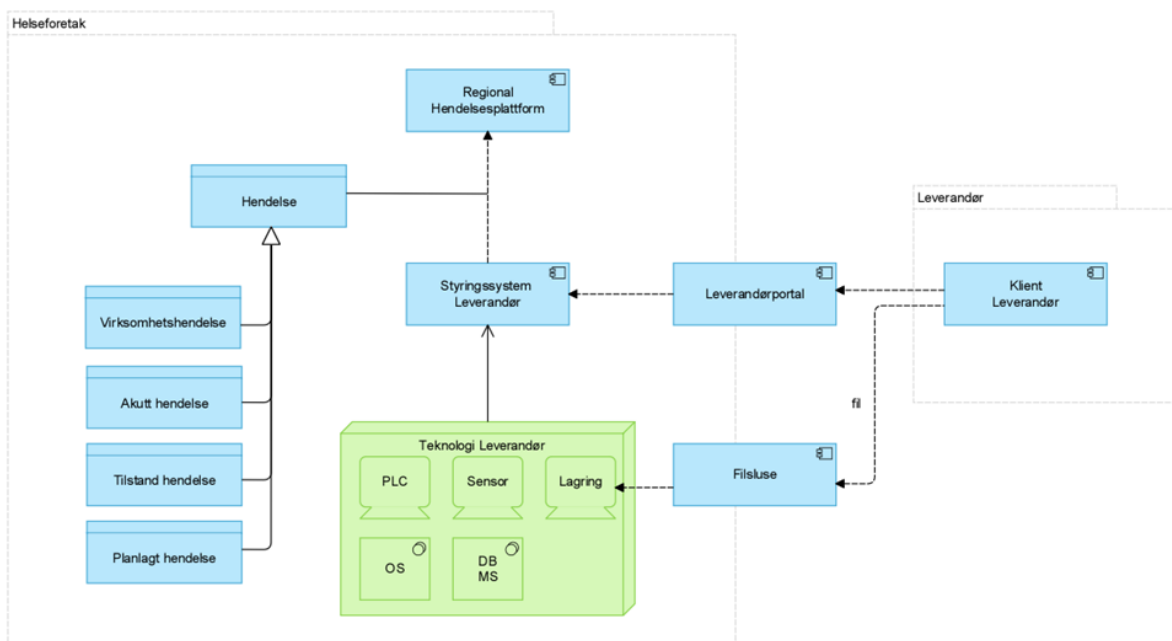 Helseforetak
Regional
Hendelsesplattform
Hendelse
Leverandør
Styringssystem
Leverandør
Leverandørportal
Klient
Leverandør
Virksomhetshendelse
Akutt hendelse
fil
Teknologi Leverandør
Tilstand hendelse
PLC
Sensor
Lagring
Filsluse
Planlagt hendelse
OS
DB
MS